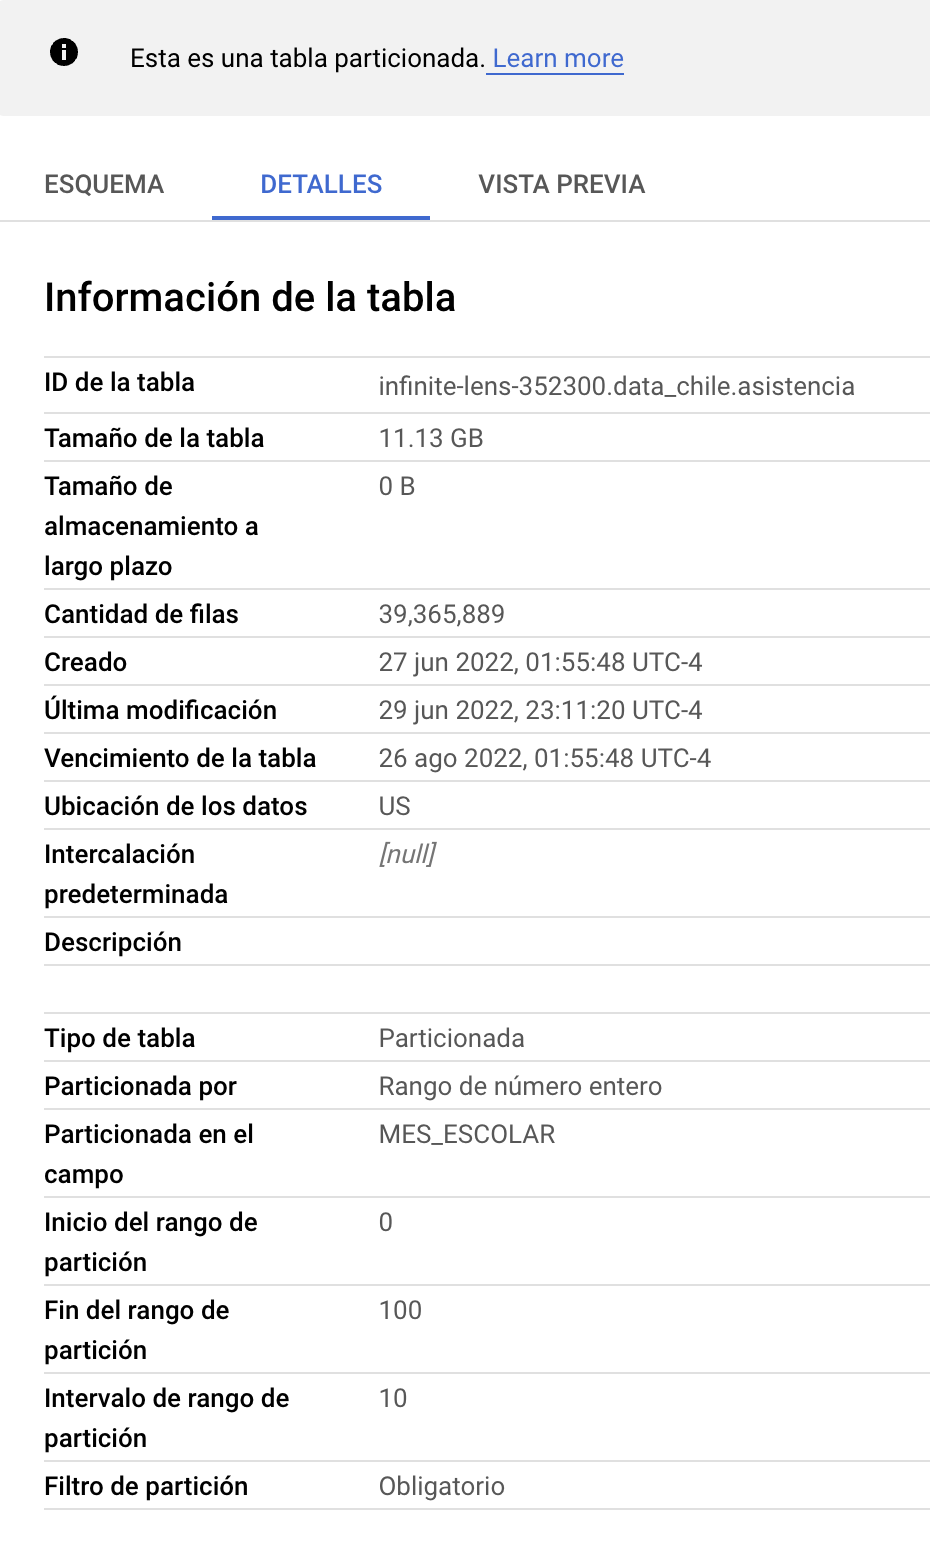 Esta es una tabla particionada. Learn more
ESQUEMA DETALLES VISTA PREVIA
Información de la tabla
ID de la tabla infinite-lens-352300.data_chile.asistencia
Tamaño de la tabla 11.13 GB
Tamaño de 0 B
almacenamiento a
largo plazo
Cantidad de filas 39,365,889
Creado 27 jun 2022, 01:55:48 UTC-4
Última modificación 29 jun 2022, 23:11:20 UTC-4
Vencimiento de la tabla 26 ago 2022, 01:55:48 UTC-4
Ubicación de los datos US
Intercalación [null]
predeterminada
Descripción
Tipo de tabla Particionada
Particionada por Rango de número entero
Particionada en el MES_ESCOLAR
campo
Inicio del rango de 0
partición
Fin del rango de 100
partición
Intervalo de rango de 10
partición
Filtro de partición Obligatorio